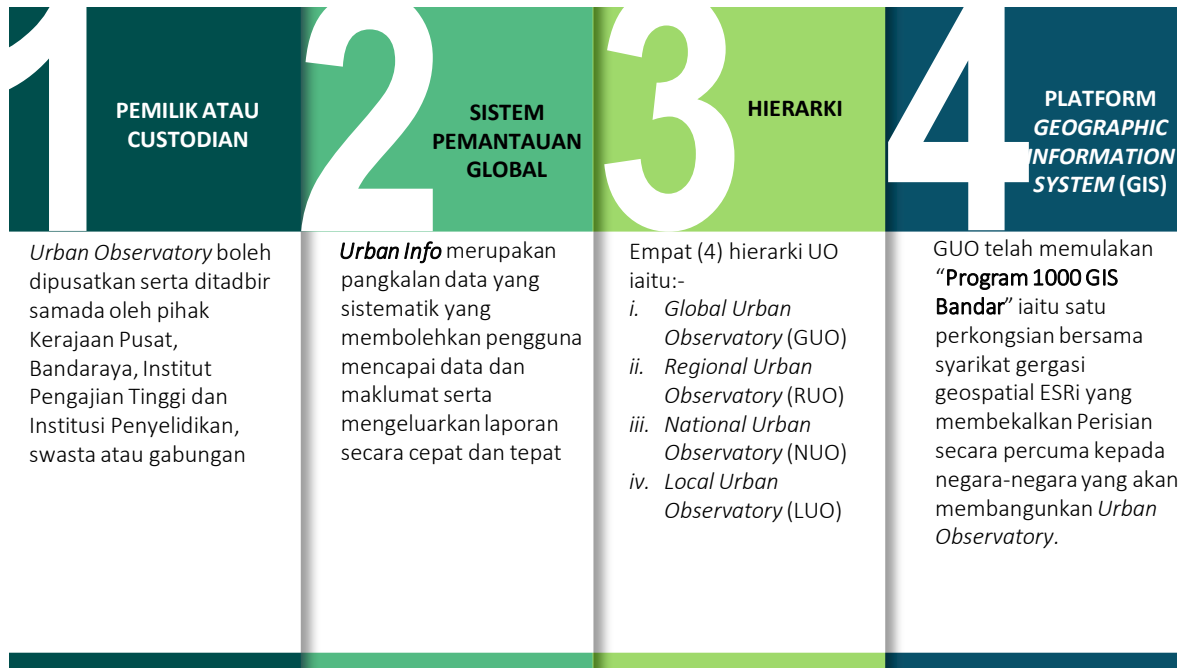 1
PEMILIK ATAU
CUSTODIAN
Urban Observatory boleh
dipusatkan serta ditadbir
samada oleh pihak
Kerajaan Pusat,
Bandaraya, Institut
Pengajian Tinggi dan
Institusi Penyelidikan,
swasta atau gabungan
2
SISTEM
PEMANTAUAN
GLOBAL
Urban Info merupakan
pangkalan data yang
sistematik yang
membolehkan pengguna
mencapai data dan
maklumat serta
mengeluarkan laporan
secara cepat dan tepat
3
HIERARKI
Empat (4) hierarki UO
iaitu:-
i. Global Urban
Observatory (GUO)
ii. Regional Urban
Observatory (RUO)
iii. National Urban
Observatory (NUO)
iv. Local Urban
Observatory (LUO)
4
PLATFORM
GEOGRAPHIC
INFORMATION
SYSTEM (GIS)
GUO telah memulakan
“Program 1000 GIS
Bandar” iaitu satu
perkongsian bersama
syarikat gergasi
geospatial ESRi yang
membekalkan Perisian
secara percuma kepada
negara-negara yang akan
membangunkan Urban
Observatory.